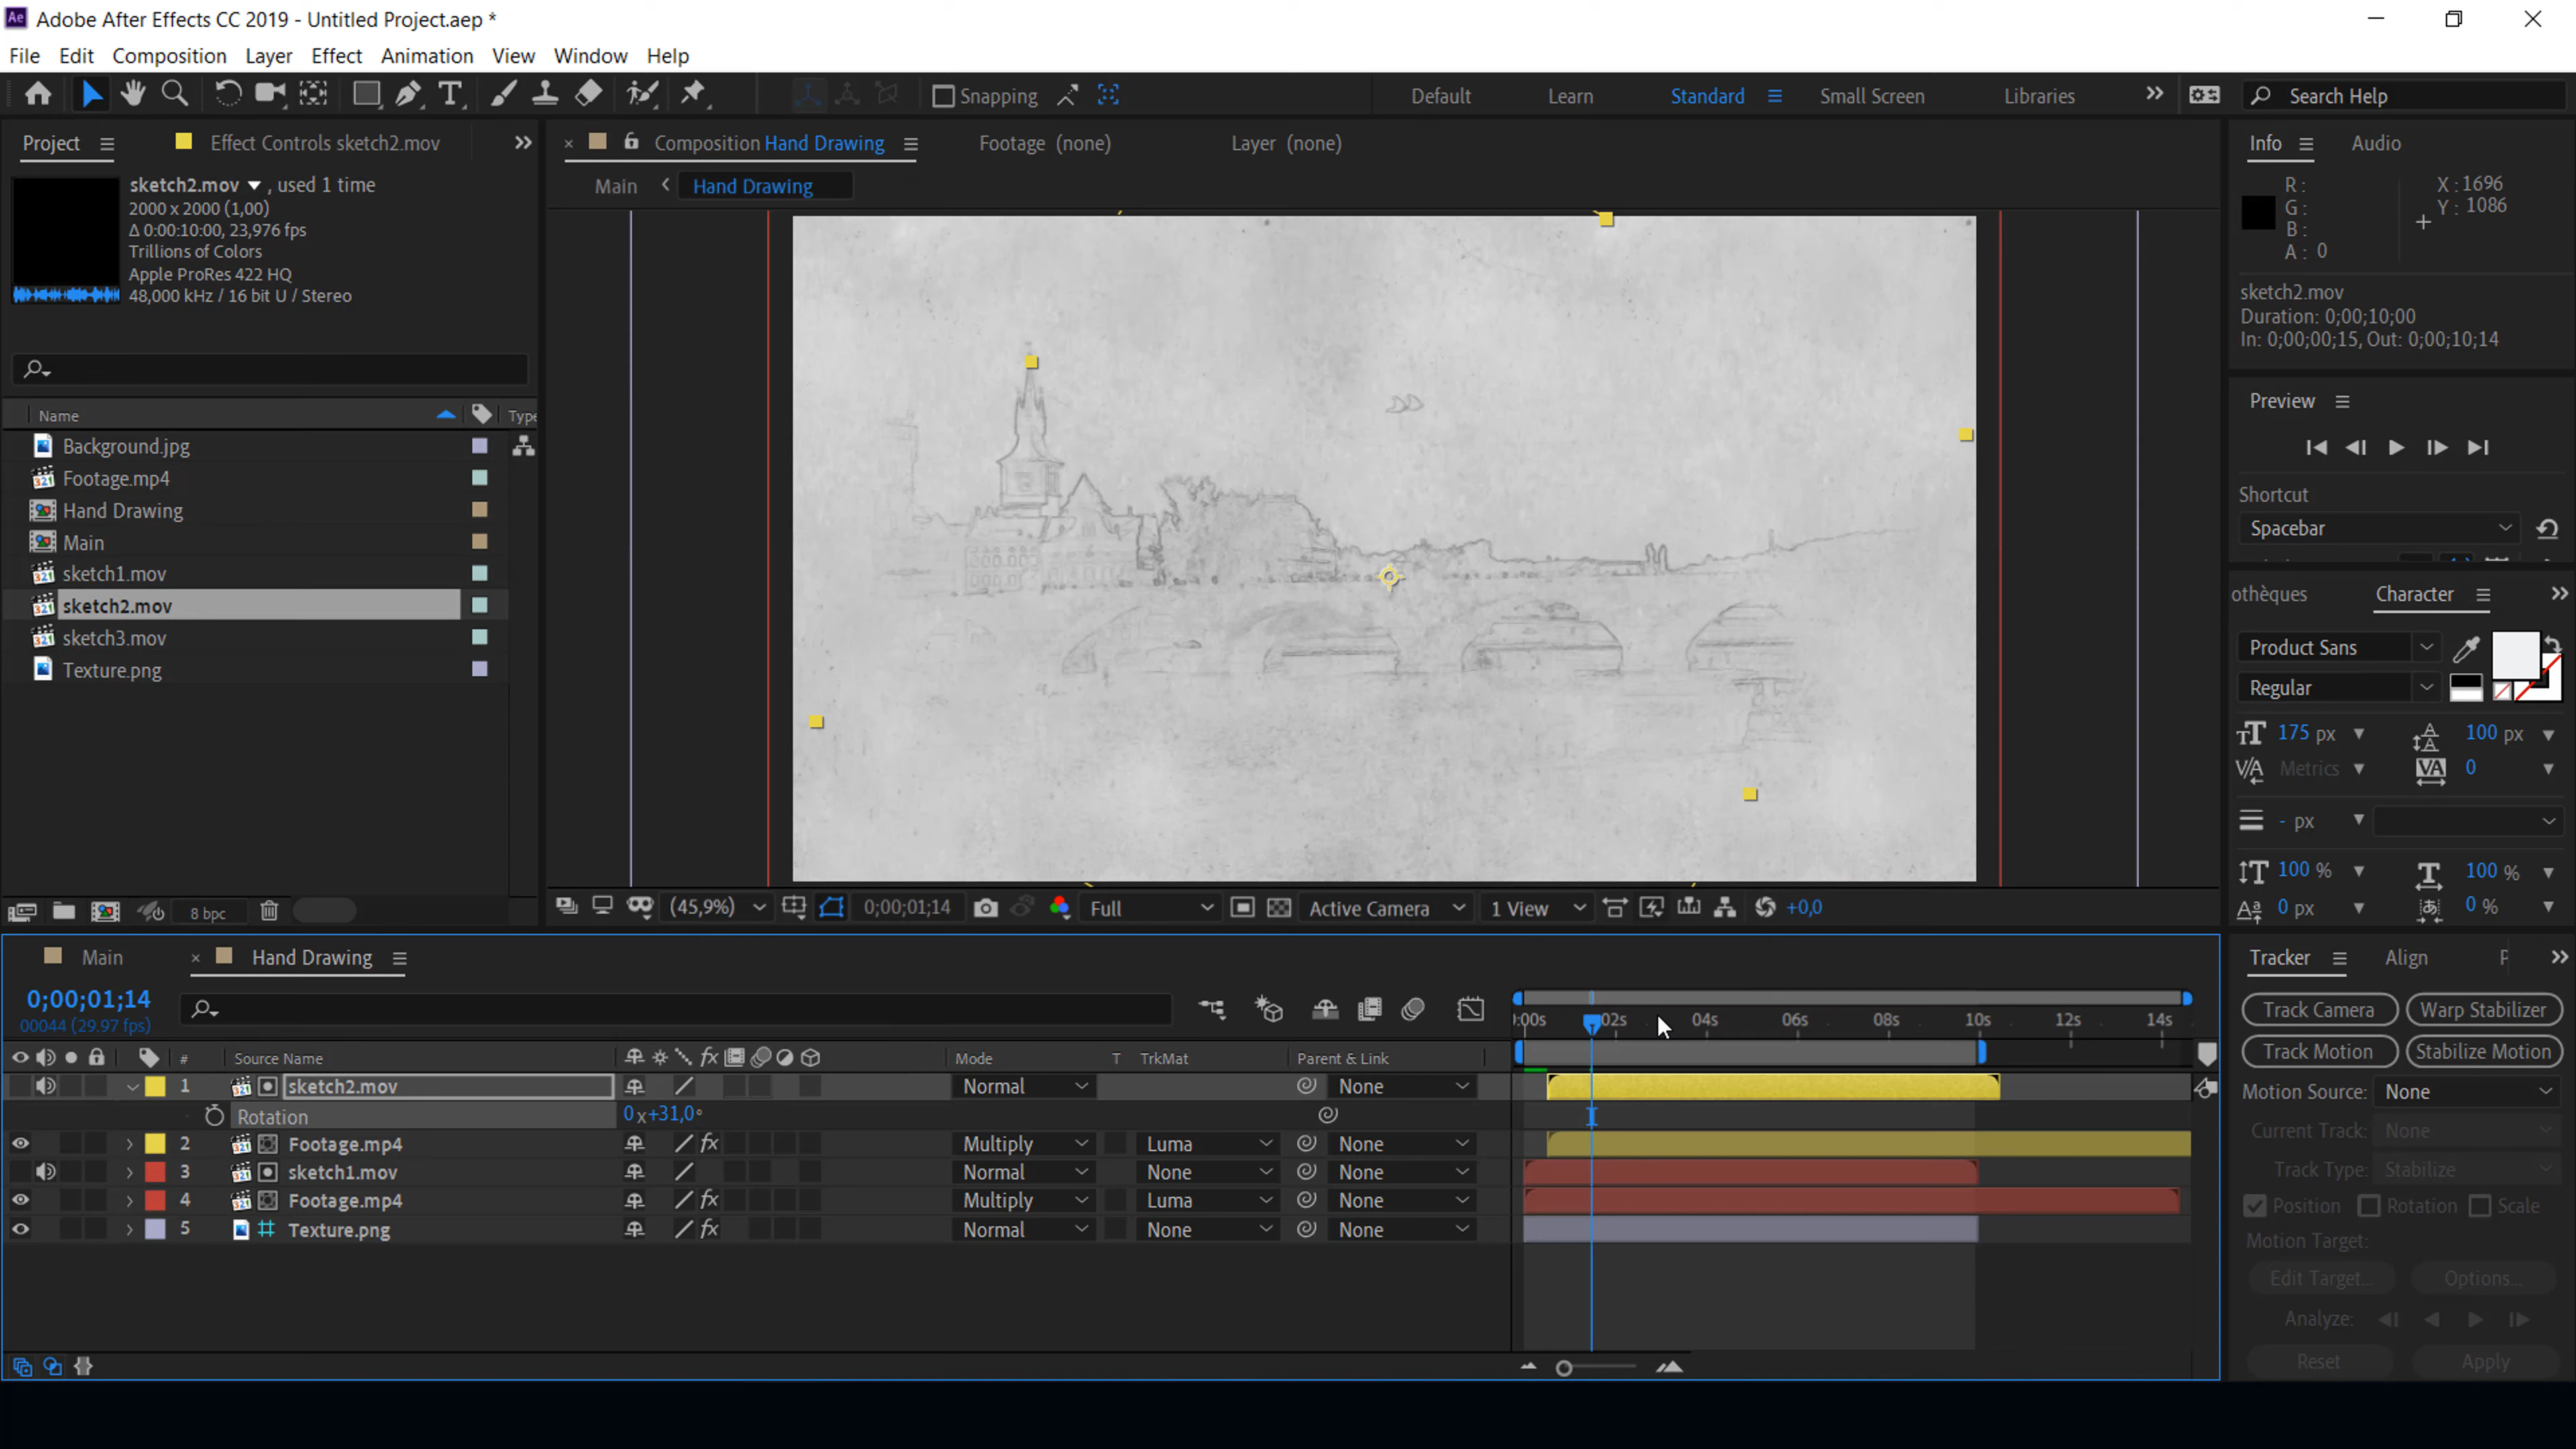 Adobe After Effects CC 2019 - Untitled Project.aep *
File Edit Composition Layer Effect Animation View Window Help
Snapping Default Learn Standard Small Screen Libraries Search Help
Project Effect Controls sketch2.mov
sketch2.mov ▼ , used 1 time
2000 x 2000 (1,00)
Δ 0:00:10:00, 23,976 fps
Trillions of Colors
Apple ProRes 422 HQ
48,000 kHz / 16 bit U / Stereo
Name Type
Background.jpg
Footage.mp4
Hand Drawing
Main
sketch1.mov
sketch2.mov
sketch3.mov
Texture.png
8 bpc
Composition Hand Drawing Footage (none) Layer (none)
Main Hand Drawing
(45,9%) 0;00;01;14 Full Active Camera 1 View +0,0
Info Audio
R :
G :
B :
A : 0
X : 1696
Y : 1086
sketch2.mov
Duration: 0;00;10;00
In: 0;00;00;15, Out: 0;00;10;14
Preview
Shortcut
Spacebar
othèques Character
Product Sans
Regular
175 px 100 px
Metrics 0
- px
100 % 100 %
0 px 0 %
Main Hand Drawing
0;00;01;14
00044 (29.97 fps)
:00s 02s 04s 06s 08s 10s 12s 14s
# Source Name Mode T TrkMat Parent & Link
1 sketch2.mov Normal None
Rotation 0x+31,0°
2 Footage.mp4 Multiply Luma None
3 sketch1.mov Normal None None
4 Footage.mp4 Multiply Luma None
5 Texture.png Normal None None
Tracker Align
Track Camera Warp Stabilizer
Track Motion Stabilize Motion
Motion Source: None
Current Track: None
Track Type: Stabilize
Position Rotation Scale
Motion Target:
Edit Target... Options...
Analyze:
Reset Apply